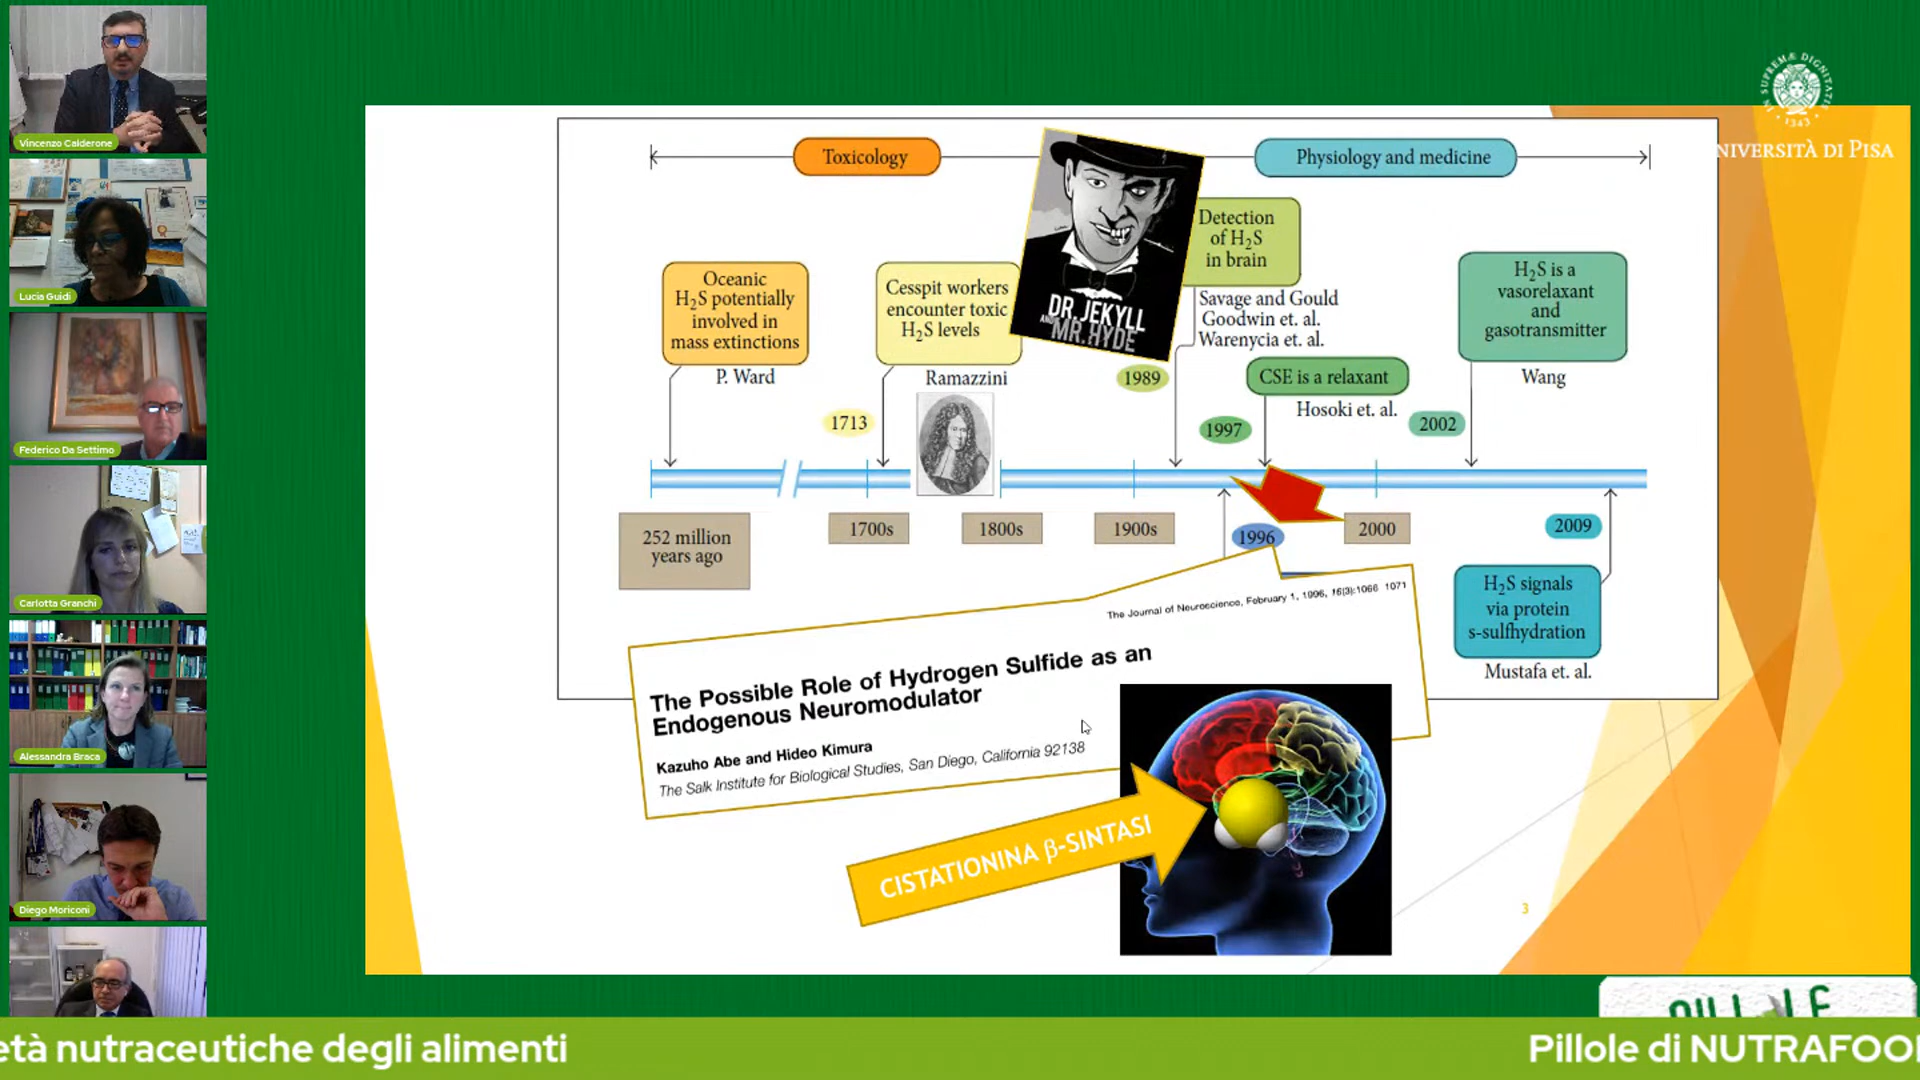 Vincenzo Calderone
Lucia Guidi
Federico Da Settimo
Carlotta Granchi
Alessandra Braca
Diego Moriconi
IN SUPREMÆ DIGNITATIS
1343
NIVERSITÀ DI PISA
Toxicology
Physiology and medicine
Oceanic
H₂S potentially
involved in
mass extinctions
P. Ward
Cesspit workers
encounter toxic
H₂S levels
Ramazzini
1713
DR. JEKYLL
AND MR. HYDE
Detection
of H₂S
in brain
Savage and Gould
Goodwin et. al.
Warenycia et. al.
1989
CSE is a relaxant
Hosoki et. al.
1997
H₂S is a
vasorelaxant
and
gasotransmitter
Wang
2002
252 million
years ago
1700s
1800s
1900s
1996
2000
2009
H₂S signals
via protein
s-sulfhydration
Mustafa et. al.
The Journal of Neuroscience, February 1, 1996, 16(3):1066 1071
The Possible Role of Hydrogen Sulfide as an
Endogenous Neuromodulator
Kazuho Abe and Hideo Kimura
The Salk Institute for Biological Studies, San Diego, California 92138
CISTATIONINA β-SINTASI
3
PILLOLE
età nutraceutiche degli alimenti
Pillole di NUTRAFOO